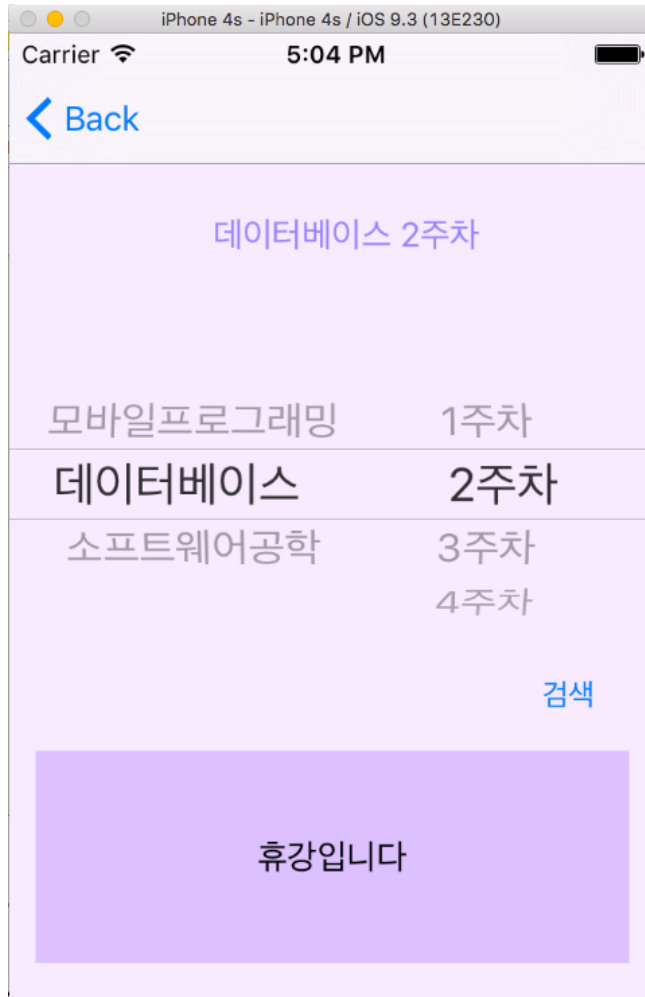 iPhone 4s - iPhone 4s / iOS 9.3 (13E230)
Carrier 5:04 PM
Back
데이터베이스 2주차
모바일프로그래밍 1주차
데이터베이스 2주차
소프트웨어공학 3주차
4주차
검색
휴강입니다